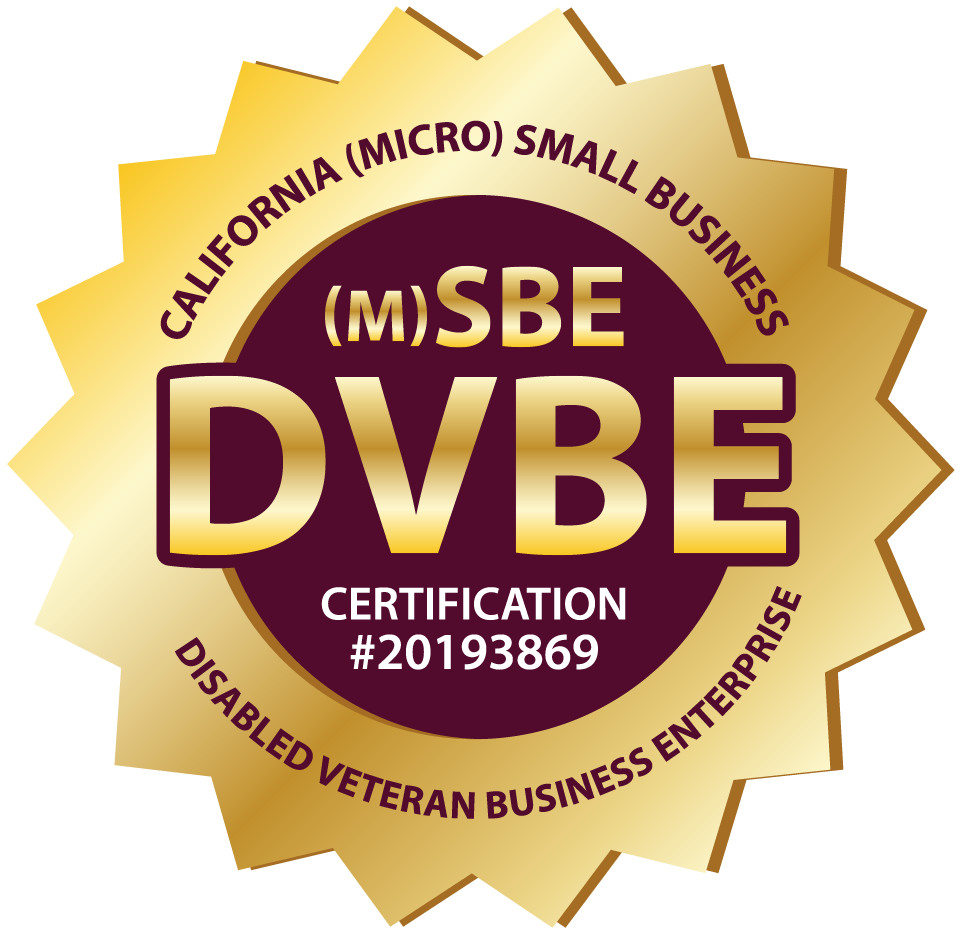 CALIFORNIA (MICRO) SMALL BUSINESS
(M)SBE
DVBE
CERTIFICATION
#20193869
DISABLED VETERAN BUSINESS ENTERPRISE